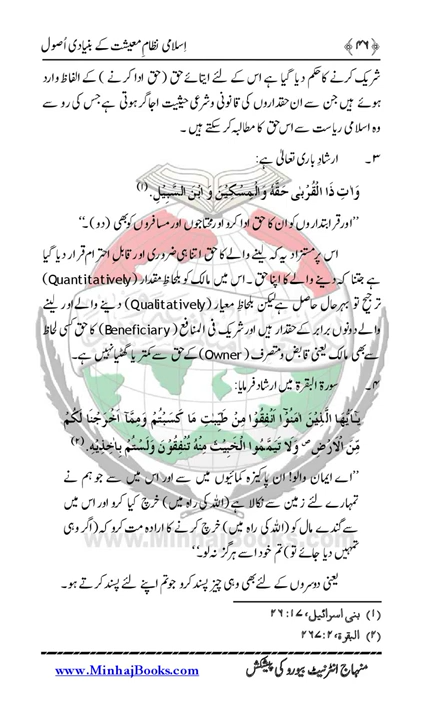 ﴿۴۶﴾ اِسلامی نظامِ معیشت کے بنیادی اُصول
شریک کرنے کا حکم دیا گیا ہے اس کے لئے ایتائے حق (حق ادا کرنے) کے الفاظ وارد
ہوئے ہیں جن سے ان حقداروں کی قانونی وشرعی حیثیت اجاگر ہوتی ہے جس کی رو سے
وہ اسلامی ریاست سے اس حق کا مطالبہ کر سکتے ہیں۔
۳۔ ارشادِ باری تعالیٰ ہے:
وَاٰتِ ذَا الْقُرْبٰی حَقَّهٗ وَالْمِسْكِيْنَ وَ ابْنَ السَّبِيْلِ۔(۱)
’’اور قرابتداروں کو ان کا حق ادا کرو اور محتاجوں اور مسافروں کو بھی (دو)۔‘‘
اس پر مستزاد یہ کہ لینے والے کا حق اتنا ہی ضروری اور قابل احترام قرار دیا گیا
ہے جتنا کہ دینے والے کا اپنا حق۔ اس میں مالک کو بلحاظ مقدار (Quantitatively)
ترجیح تو بہرحال حاصل ہے لیکن بلحاظ معیار (Qualitatively) دینے والے اور لینے
والے دونوں برابر کے حقدار ہیں اور شریک فی المنافع (Beneficiary) کا حق کسی لحاظ
سے بھی مالک یعنی قابض و متصرف (Owner) کے حق سے کمتر یا گھٹیا نہیں ہے۔
۴۔ سورۃ البقرۃ میں ارشاد فرمایا:
يٰۤاَيُّهَا الَّذِيْنَ اٰمَنُوْۤا اَنْفِقُوْا مِنْ طَيِّبٰتِ مَا كَسَبْتُمْ وَمِمَّاۤ اَخْرَجْنَا لَكُمْ
مِّنَ الْاَرْضِ ۪ وَلَا تَيَمَّمُوا الْخَبِيْثَ مِنْهُ تُنْفِقُوْنَ وَلَسْتُمْ بِاٰخِذِيْهِ۔(۲)
’’اے ایمان والو! ان پاکیزہ کمائیوں میں سے اور اس میں سے جو ہم نے
تمہارے لئے زمین سے نکالا ہے (اللہ کی راہ میں) خرچ کیا کرو اور اس میں
سے گندے مال کو (اللہ کی راہ میں) خرچ کرنے کا ارادہ مت کرو کہ (اگر وہی
تمہیں دیا جائے تو) تم خود اسے ہرگز نہ لو۔‘‘
یعنی دوسروں کے لئے بھی وہی چیز پسند کرو جو تم اپنے لئے پسند کرتے ہو۔
(۱) بنی اسرائیل، ۱۷: ۲۶
(۲) البقرۃ، ۲: ۲۶۷
منہاج انٹرنیٹ بیورو کی پیشکش www.MinhajBooks.com
www.MinhajBooks.com